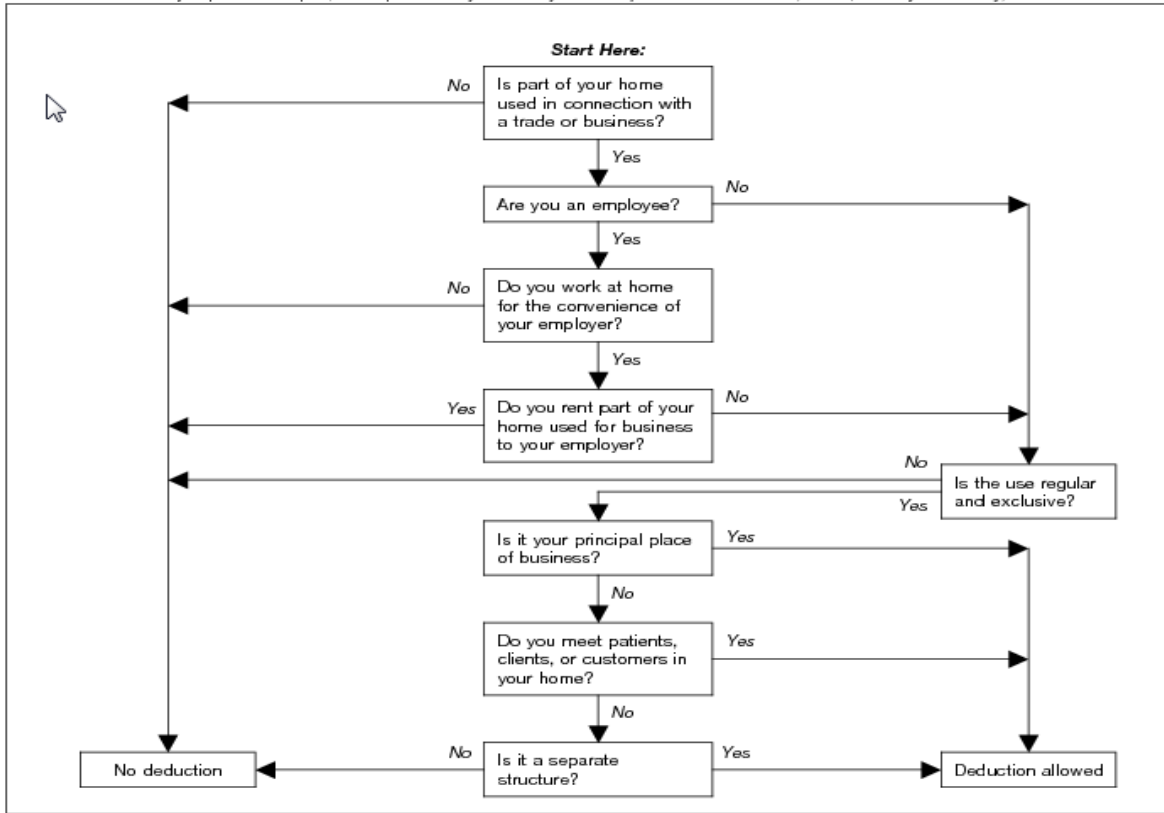 Start Here:
No
Is part of your home
used in connection with
a trade or business?
Yes
No
Are you an employee?
Yes
No
Do you work at home
for the convenience of
your employer?
Yes
Yes
Do you rent part of your
home used for business
to your employer?
No
No
Is the use regular
and exclusive?
Yes
Is it your principal place
of business?
Yes
No
Do you meet patients,
clients, or customers in
your home?
Yes
No
No
Is it a separate
structure?
Yes
No deduction
Deduction allowed